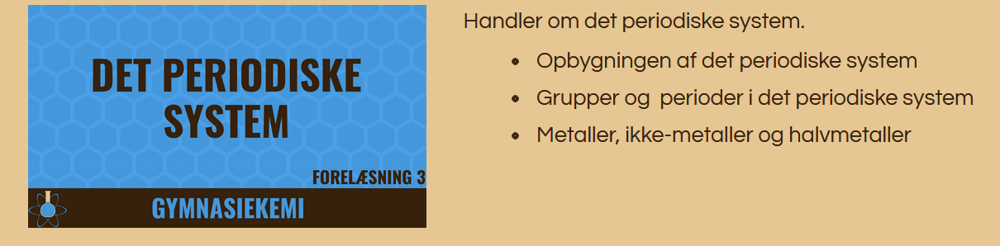 DET PERIODISKE
SYSTEM
FORELÆSNING 3
GYMNASIEKEMI
Handler om det periodiske system.
Opbygningen af det periodiske system
Grupper og  perioder i det periodiske system
Metaller, ikke-metaller og halvmetaller